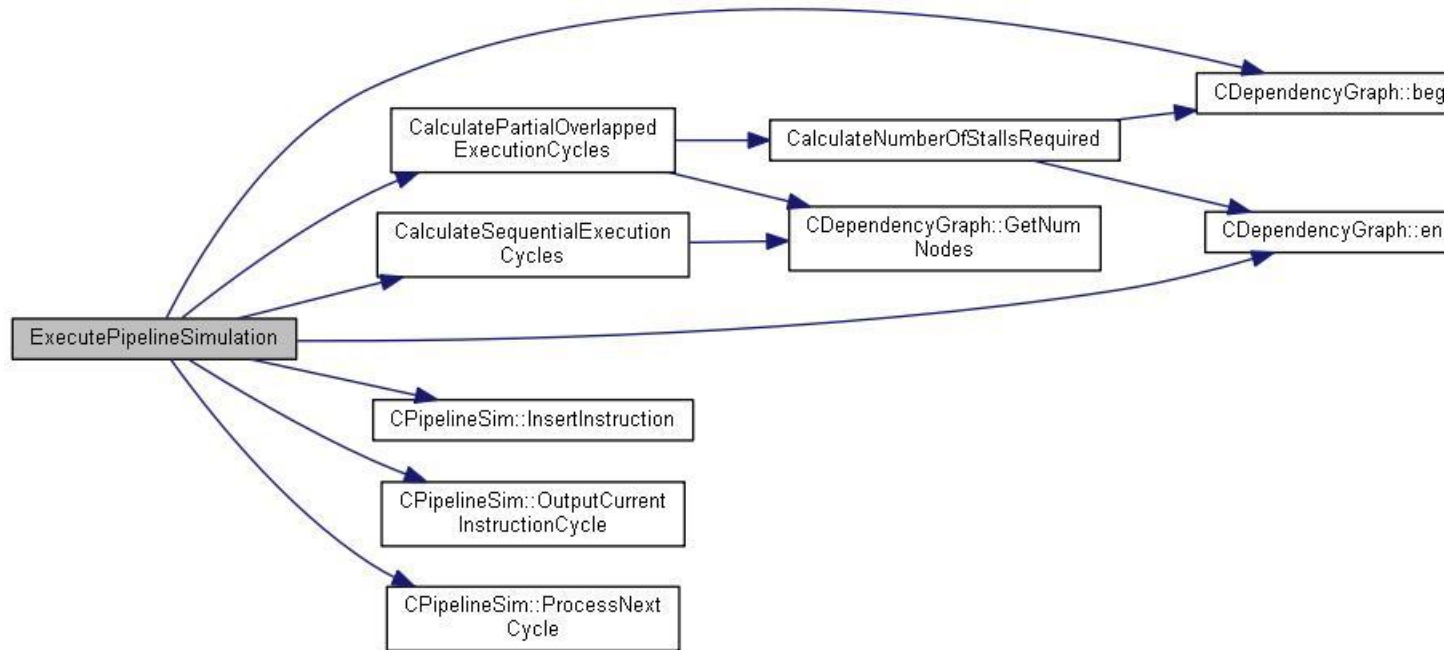 CDependencyGraph::beg
CalculatePartialOverlapped
ExecutionCycles
CalculateNumberOfStallsRequired
CalculateSequentialExecution
Cycles
CDependencyGraph::GetNum
Nodes
CDependencyGraph::en
ExecutePipelineSimulation
CPipelineSim::InsertInstruction
CPipelineSim::OutputCurrent
InstructionCycle
CPipelineSim::ProcessNext
Cycle